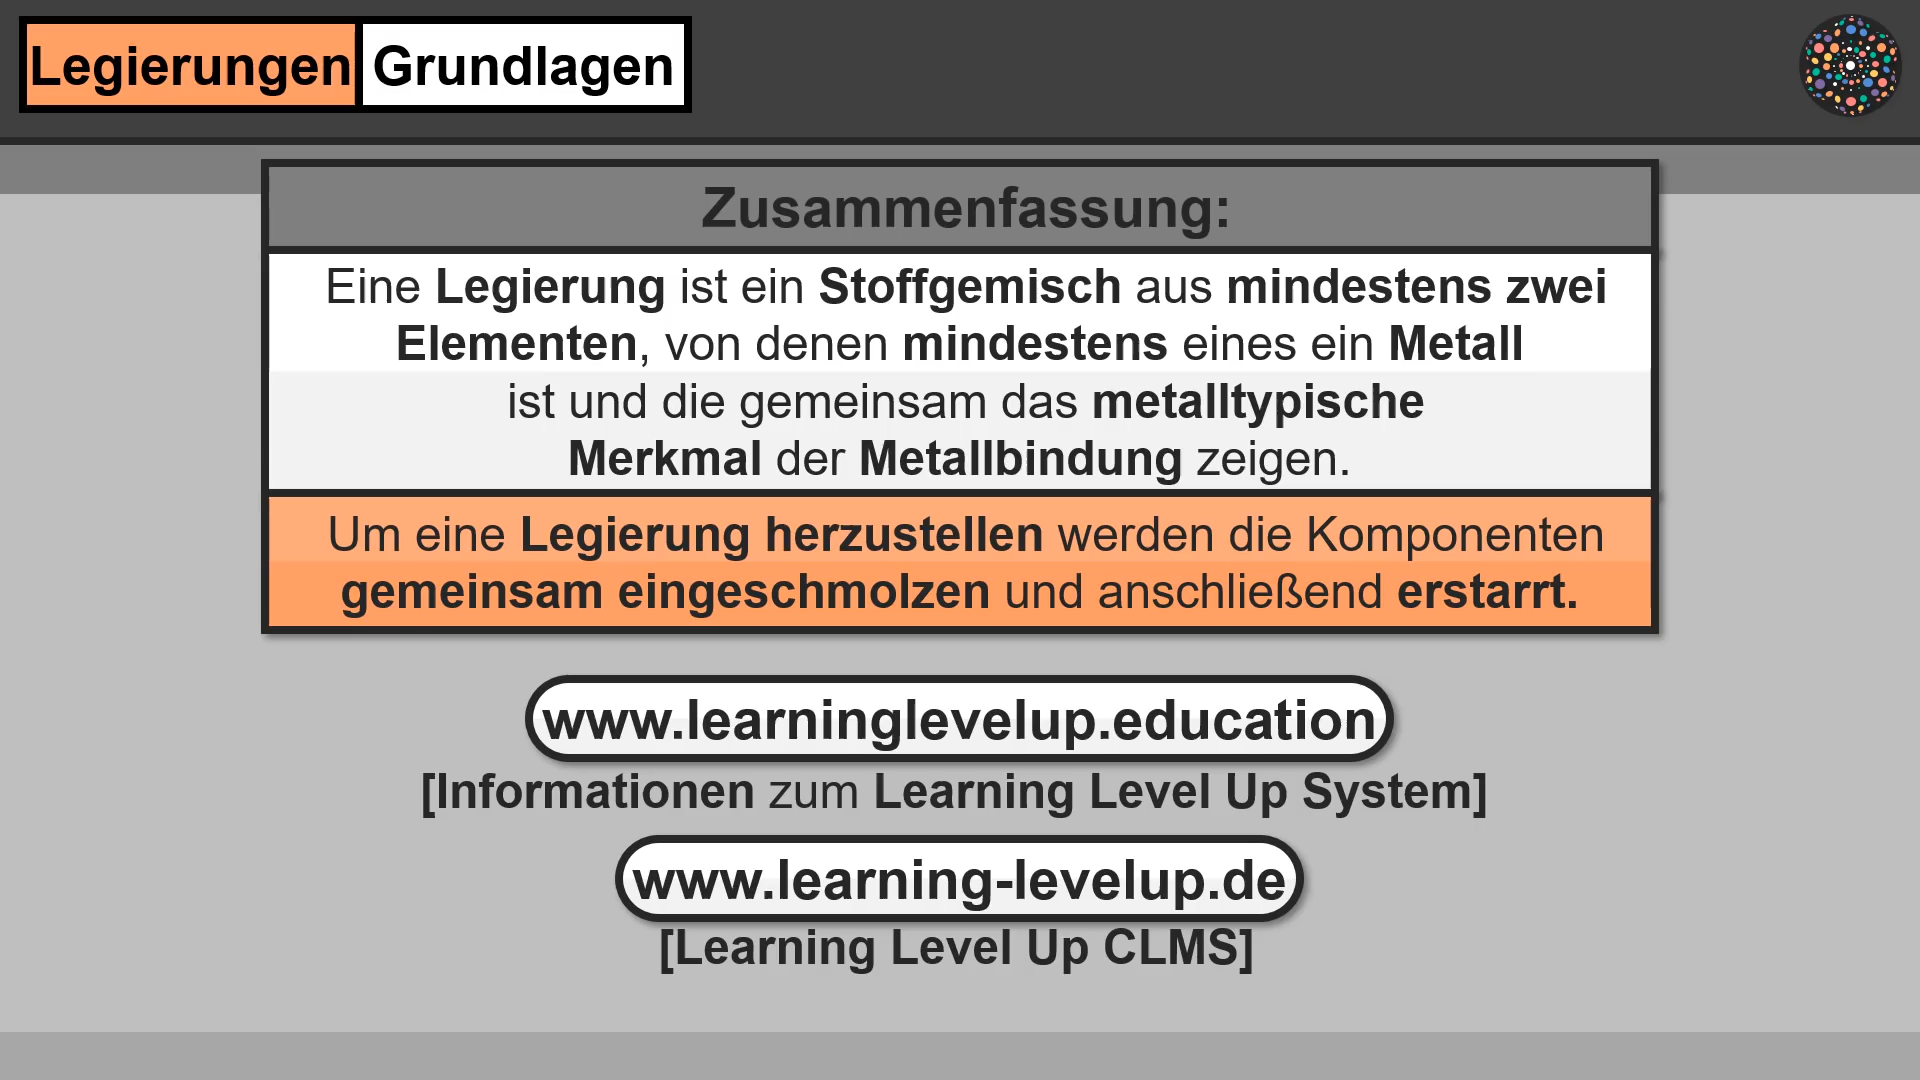 Legierungen Grundlagen
Zusammenfassung:
Eine Legierung ist ein Stoffgemisch aus mindestens zwei
Elementen, von denen mindestens eines ein Metall
ist und die gemeinsam das metalltypische
Merkmal der Metallbindung zeigen.
Um eine Legierung herzustellen werden die Komponenten
gemeinsam eingeschmolzen und anschließend erstarrt.
www.learninglevelup.education
[Informationen zum Learning Level Up System]
www.learning-levelup.de
[Learning Level Up CLMS]